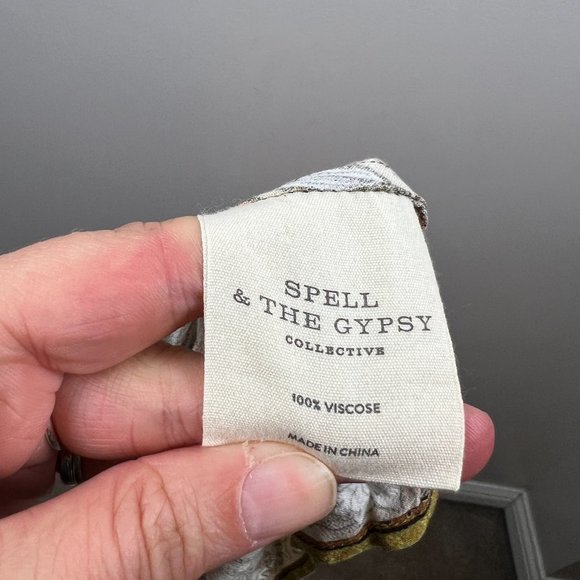 SPELL
& THE GYPSY
COLLECTIVE
100% VISCOSE
MADE IN CHINA